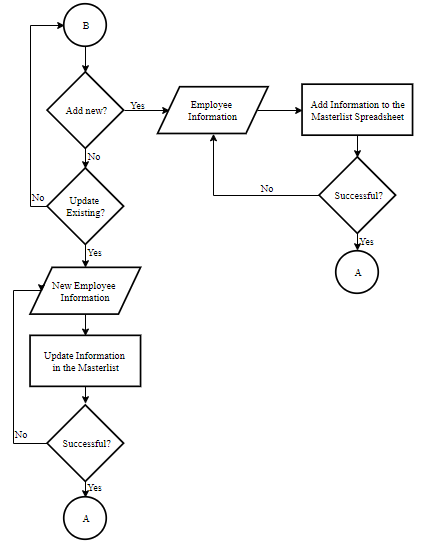 B
Add new?
Yes
Employee
Information
Add Information to the
Masterlist Spreadsheet
No
Update
Existing?
No
No
Successful?
Yes
Yes
A
New Employee
Information
Update Information
in the Masterlist
No
Successful?
Yes
A